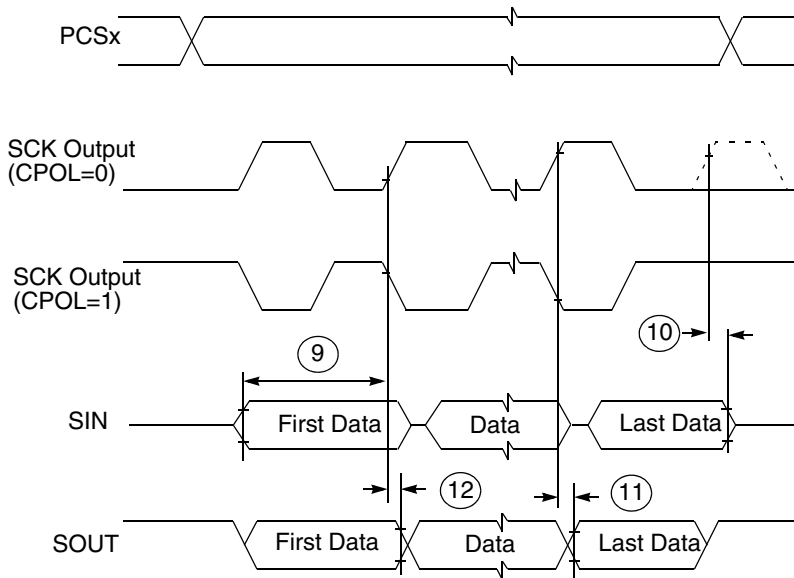 PCSx
SCK Output
(CPOL=0)
SCK Output
(CPOL=1)
10
9
SIN
First Data
Data
Last Data
12
11
SOUT
First Data
Data
Last Data